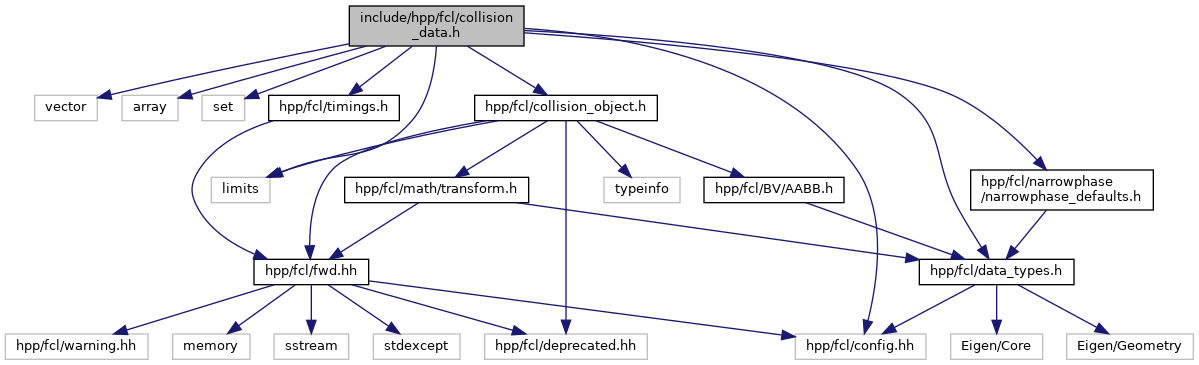 include/hpp/fcl/collision
_data.h
vector
array
set
hpp/fcl/timings.h
hpp/fcl/collision_object.h
limits
hpp/fcl/math/transform.h
typeinfo
hpp/fcl/BV/AABB.h
hpp/fcl/narrowphase
/narrowphase_defaults.h
hpp/fcl/fwd.hh
hpp/fcl/data_types.h
hpp/fcl/warning.hh
memory
sstream
stdexcept
hpp/fcl/deprecated.hh
hpp/fcl/config.hh
Eigen/Core
Eigen/Geometry